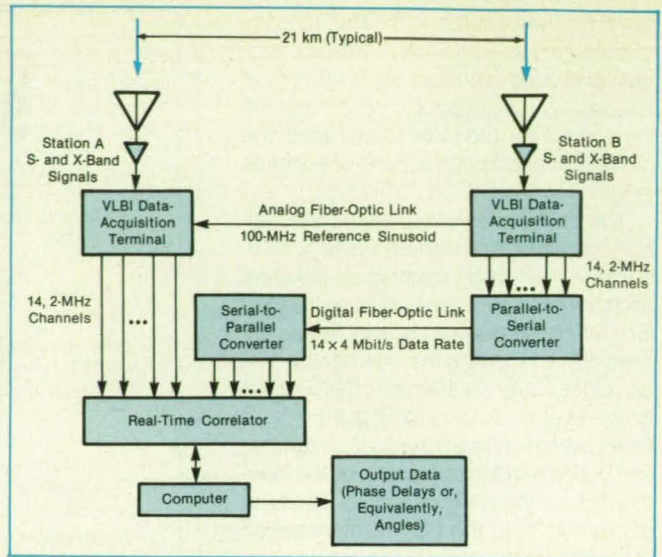 21 km (Typical)
Station A
S- and X-Band
Signals
Station B
S- and X-Band
Signals
VLBI Data-
Acquisition
Terminal
Analog Fiber-Optic Link
100-MHz Reference Sinusoid
VLBI Data-
Acquisition
Terminal
14, 2-MHz
Channels
...
14, 2-MHz
Channels
...
Serial-to-
Parallel
Converter
Digital Fiber-Optic Link
14 × 4 Mbit/s Data Rate
Parallel-to-
Serial
Converter
...
Real-Time Correlator
Computer
Output Data
(Phase Delays or,
Equivalently,
Angles)